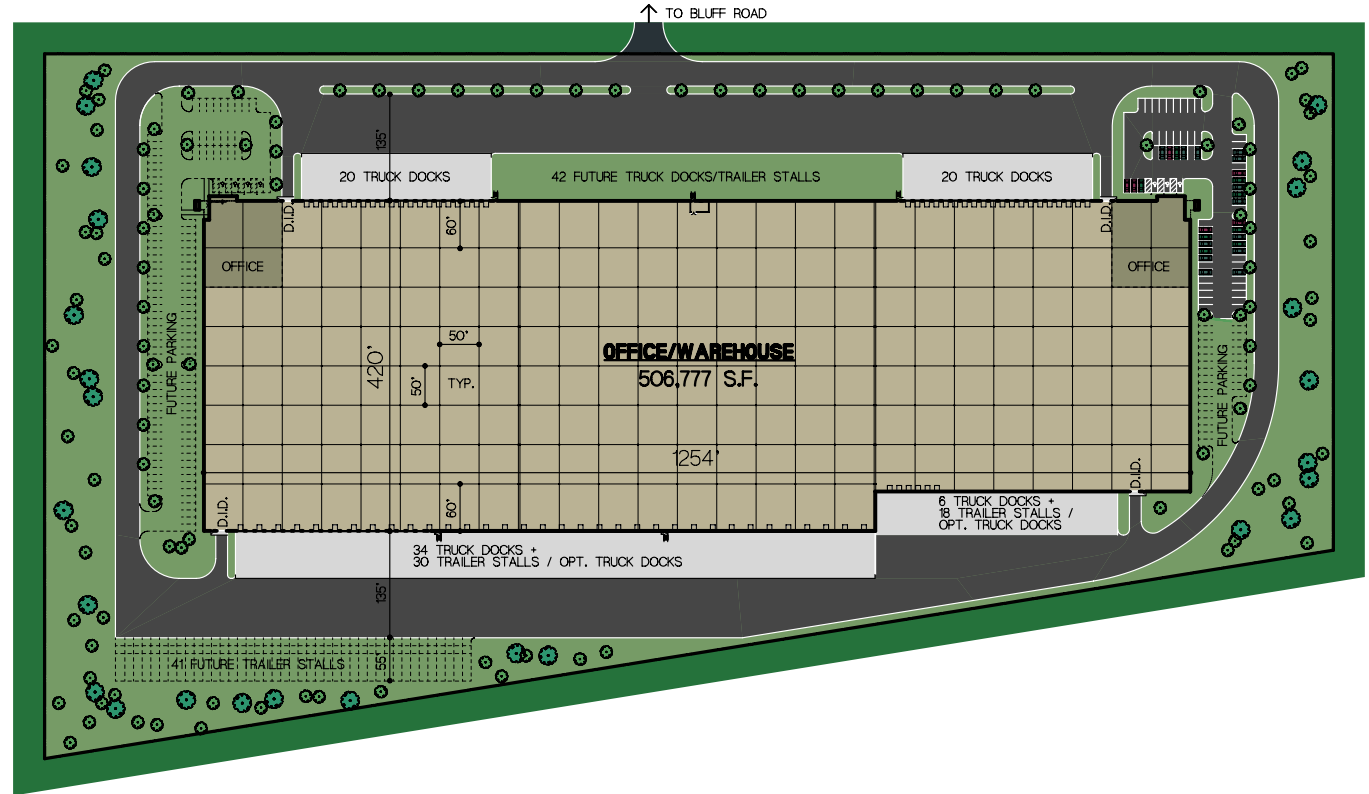 TO BLUFF ROAD
135'
20 TRUCK DOCKS
42 FUTURE TRUCK DOCKS/TRAILER STALLS
20 TRUCK DOCKS
D.I.D.
60'
D.I.D.
OFFICE
OFFICE
FUTURE PARKING
50'
420'
50'
TYP.
OFFICE/WAREHOUSE
506,777 S.F.
FUTURE PARKING
1254'
D.I.D.
60'
D.I.D.
6 TRUCK DOCKS +
18 TRAILER STALLS /
OPT. TRUCK DOCKS
34 TRUCK DOCKS +
30 TRAILER STALLS / OPT. TRUCK DOCKS
135'
41 FUTURE TRAILER STALLS
55'